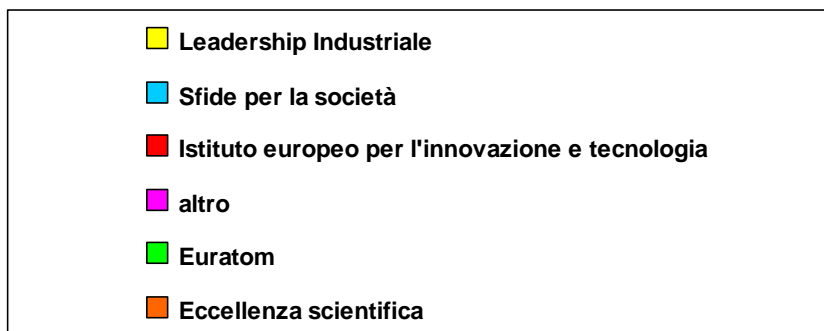 Leadership Industriale
Sfide per la società
Istituto europeo per l'innovazione e tecnologia
altro
Euratom
Eccellenza scientifica